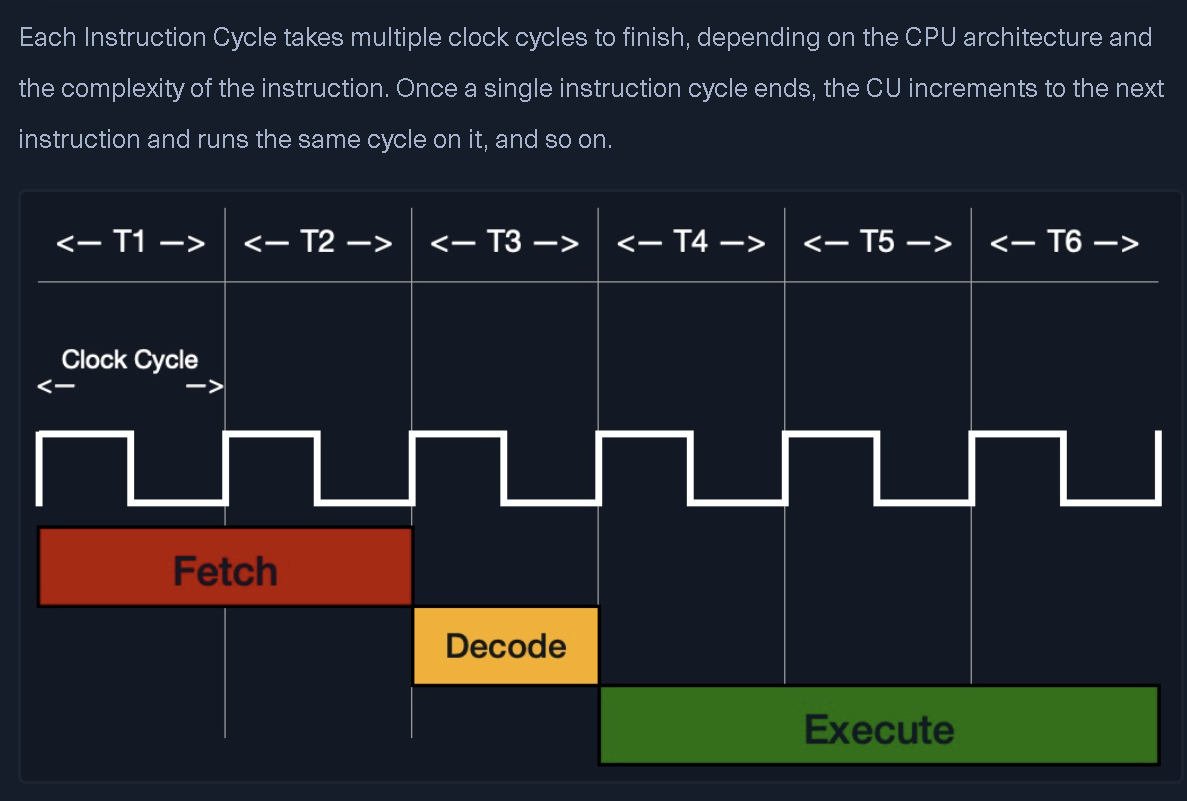 Each Instruction Cycle takes multiple clock cycles to finish, depending on the CPU architecture and
the complexity of the instruction. Once a single instruction cycle ends, the CU increments to the next
instruction and runs the same cycle on it, and so on.
<— T1 —> <— T2 —> <— T3 —> <— T4 —> <— T5 —> <— T6 —>
Clock Cycle
<— —>
Fetch
Decode
Execute